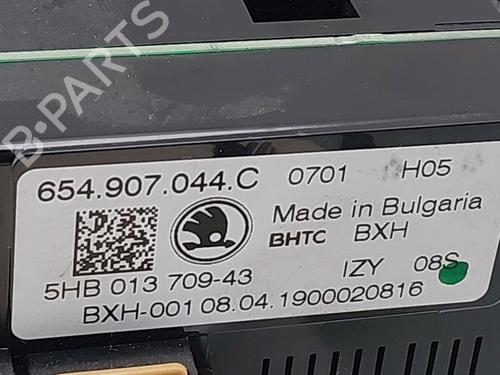 B-PARTS
654.907.044.C 0701 H05
Made in Bulgaria
BHTC BXH
5HB 013 709-43 IZY 08S
BXH-001 08.04.1900020816